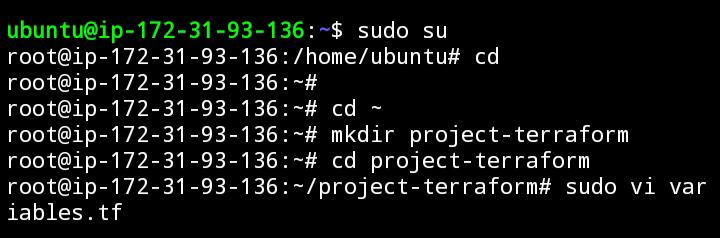 ubuntu@ip-172-31-93-136:~$ sudo su
root@ip-172-31-93-136:/home/ubuntu# cd
root@ip-172-31-93-136:~#
root@ip-172-31-93-136:~# cd ~
root@ip-172-31-93-136:~# mkdir project-terraform
root@ip-172-31-93-136:~# cd project-terraform
root@ip-172-31-93-136:~/project-terraform# sudo vi var
iables.tf